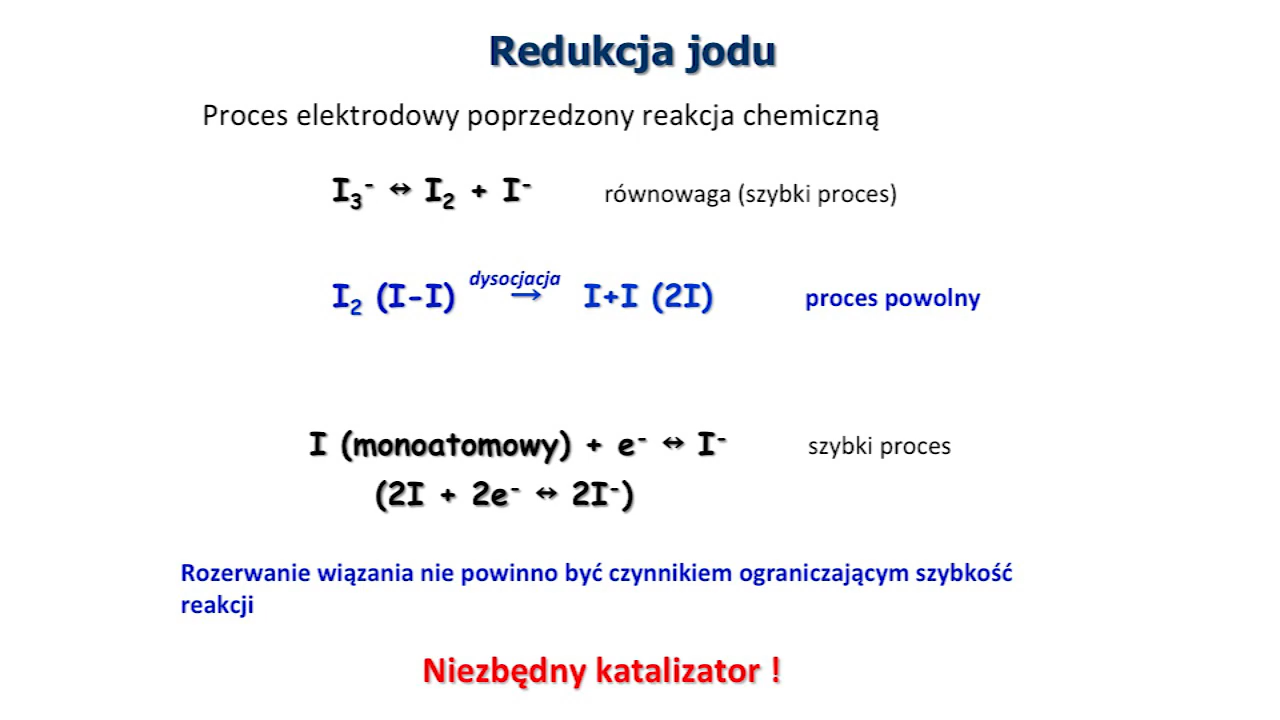 Redukcja jodu
Proces elektrodowy poprzedzony reakcja chemiczną
I₃⁻ ↔ I₂ + I⁻ równowaga (szybki proces)
dysocjacja
I₂ (I-I) → I+I (2I) proces powolny
I (monoatomowy) + e⁻ ↔ I⁻ szybki proces
(2I + 2e⁻ ↔ 2I⁻)
Rozerwanie wiązania nie powinno być czynnikiem ograniczającym szybkość
reakcji
Niezbędny katalizator !